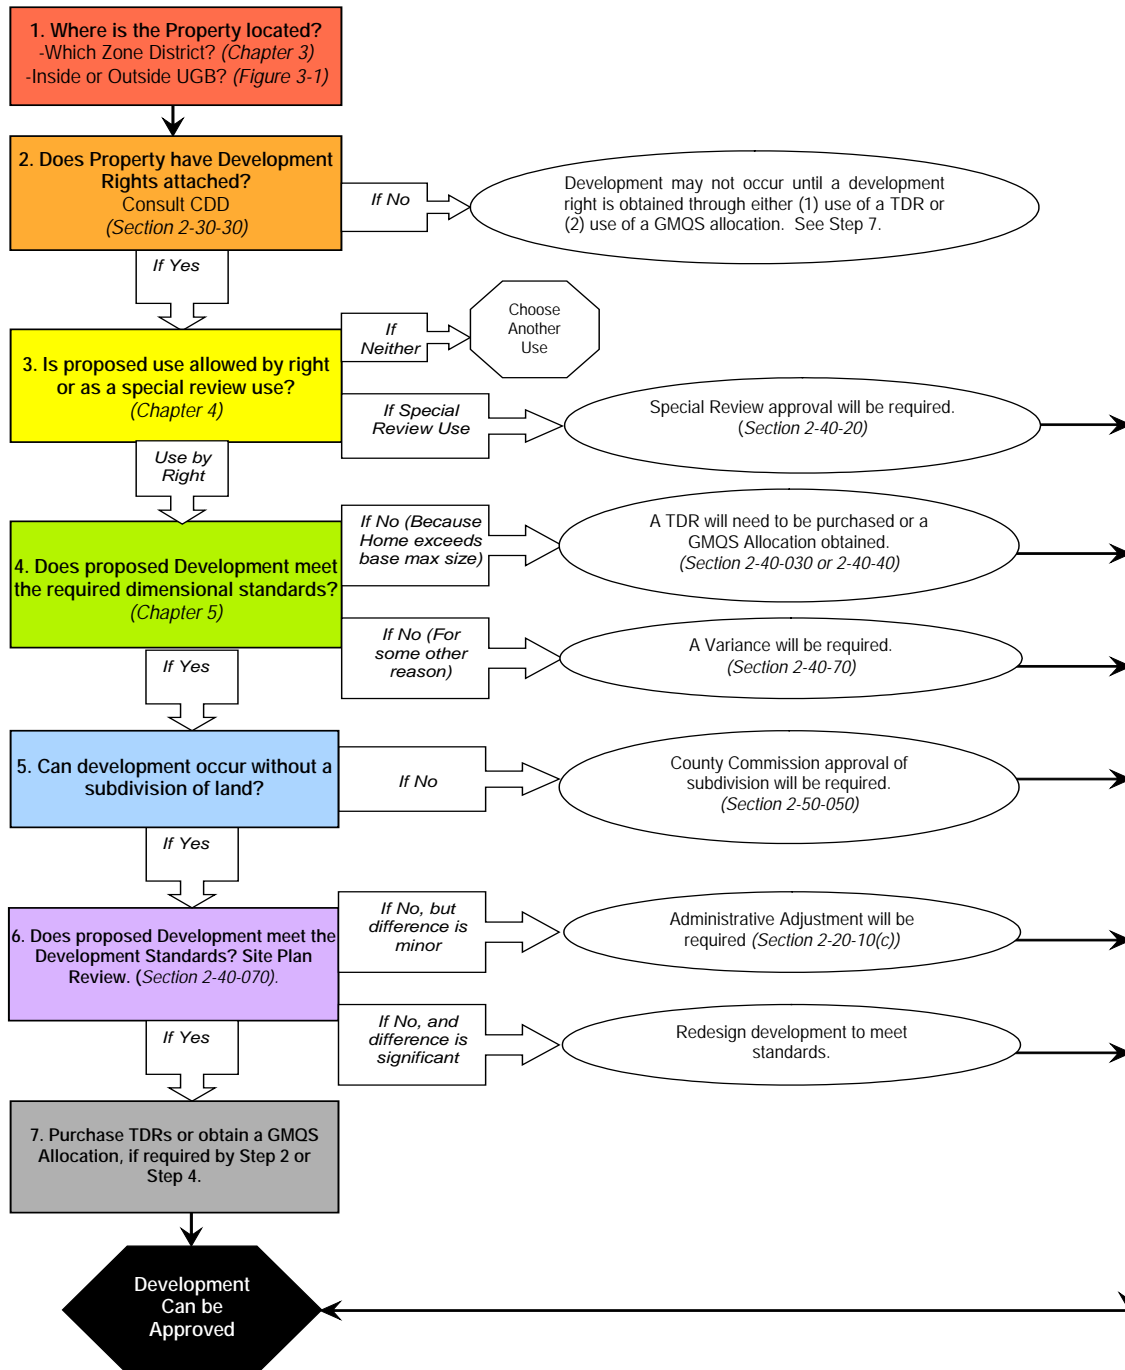 1. Where is the Property located?
-Which Zone District? (Chapter 3)
-Inside or Outside UGB? (Figure 3-1)
2. Does Property have Development
Rights attached?
Consult CDD
(Section 2-30-30)
If No
Development may not occur until a development
right is obtained through either (1) use of a TDR or
(2) use of a GMQS allocation. See Step 7.
If Yes
3. Is proposed use allowed by right
or as a special review use?
(Chapter 4)
If
Neither
Choose
Another
Use
If Special
Review Use
Special Review approval will be required.
(Section 2-40-20)
Use by
Right
4. Does proposed Development meet
the required dimensional standards?
(Chapter 5)
If No (Because
Home exceeds
base max size)
A TDR will need to be purchased or a
GMQS Allocation obtained.
(Section 2-40-030 or 2-40-40)
If No (For
some other
reason)
A Variance will be required.
(Section 2-40-70)
If Yes
5. Can development occur without a
subdivision of land?
If No
County Commission approval of
subdivision will be required.
(Section 2-50-050)
If Yes
6. Does proposed Development meet the
Development Standards? Site Plan
Review. (Section 2-40-070).
If No, but
difference is
minor
Administrative Adjustment will be
required (Section 2-20-10(c))
If No, and
difference is
significant
Redesign development to meet
standards.
If Yes
7. Purchase TDRs or obtain a GMQS
Allocation, if required by Step 2 or
Step 4.
Development
Can be
Approved